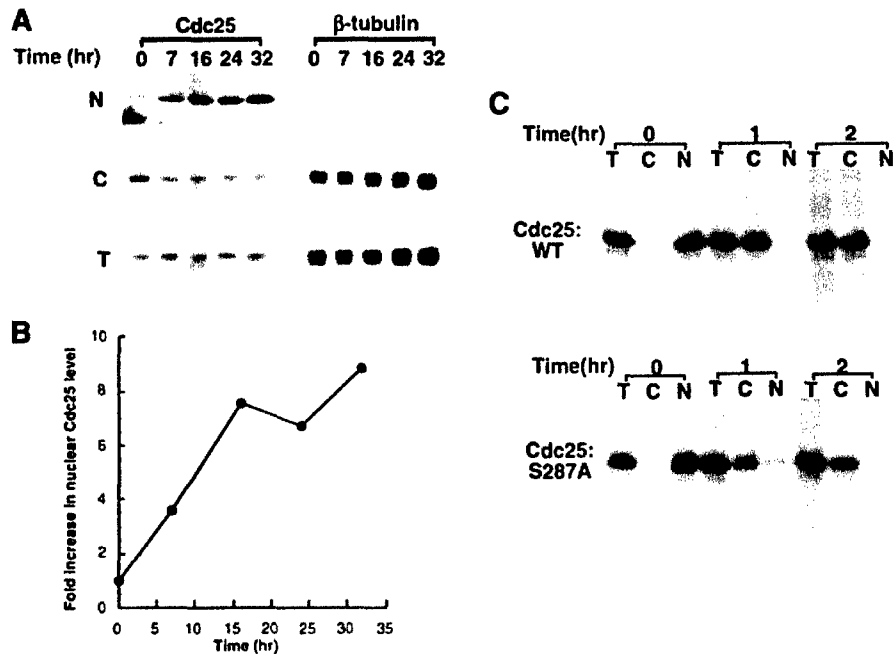 A
Cdc25
β-tubulin
Time (hr) 0 7 16 24 32 0 7 16 24 32
N
C
T
B
Fold increase in nuclear Cdc25 level
10
8
6
4
2
0
0 5 10 15 20 25 30 35
Time (hr)
C
Time(hr) 0 1 2
T C N T C N T C N
Cdc25:
WT
Time(hr) 0 1 2
T C N T C N T C N
Cdc25:
S287A